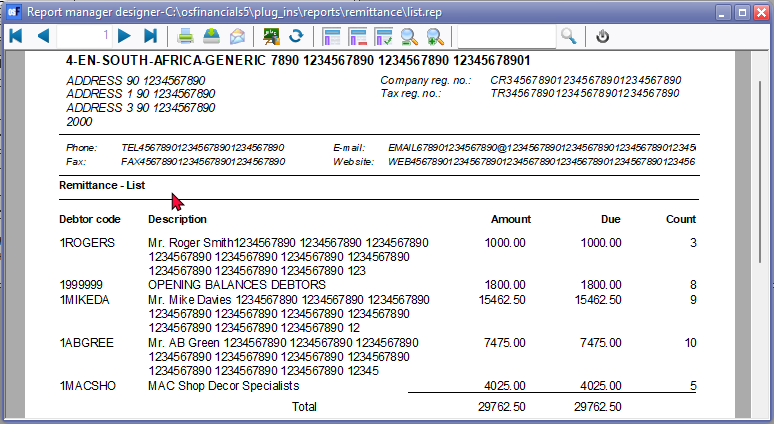 Report manager designer-C:\osfinancials5\plug_ins\reports\remittance\list.rep
1
4-EN-SOUTH-AFRICA-GENERIC 7890 1234567890 1234567890 12345678901
ADDRESS 90 1234567890 Company reg. no.: CR3456789012345678901234567890
ADDRESS 1 90 1234567890 Tax reg. no.: TR3456789012345678901234567890
ADDRESS 3 90 1234567890
2000
Phone: TEL456789012345678901234567890 E-mail: EMAIL678901234567890@12345678901234567890123456
Fax: FAX456789012345678901234567890 Website: WEB4567890123456789012345678901234567890123456
Remittance - List
Debtor code Description Amount Due Count
1ROGERS Mr. Roger Smith1234567890 1234567890 1234567890 1000.00 1000.00 3
1234567890 1234567890 1234567890 1234567890
1234567890 1234567890 1234567890 123
1999999 OPENING BALANCES DEBTORS 1800.00 1800.00 8
1MIKEDA Mr. Mike Davies 1234567890 1234567890 1234567890 15462.50 15462.50 9
1234567890 1234567890 1234567890 1234567890
1234567890 1234567890 1234567890 12
1ABGREE Mr. AB Green 1234567890 1234567890 1234567890 7475.00 7475.00 10
1234567890 1234567890 1234567890 1234567890
1234567890 1234567890 1234567890 12345
1MACSHO MAC Shop Decor Specialists 4025.00 4025.00 5
Total 29762.50 29762.50